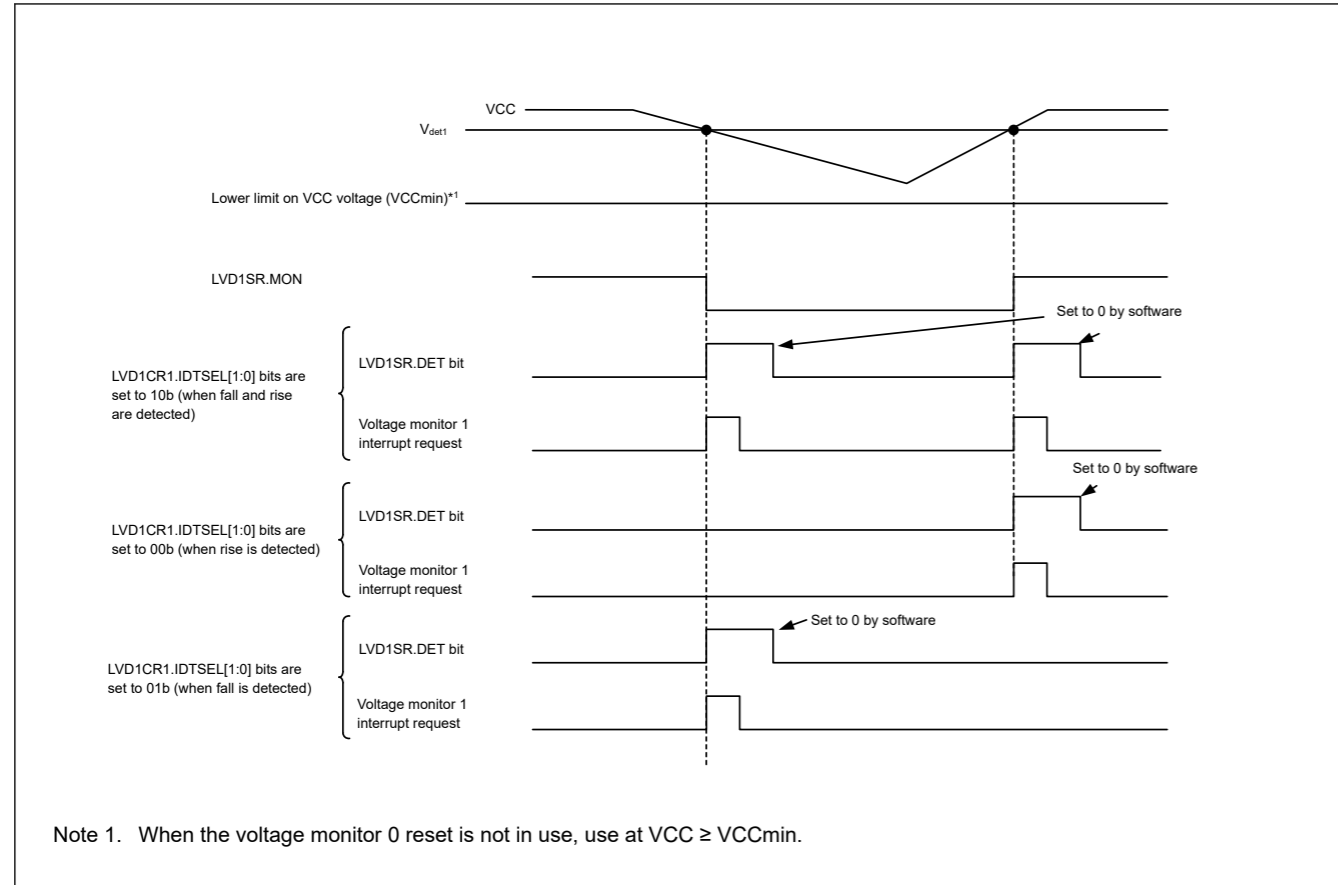 VCC
Vdet1
Lower limit on VCC voltage (VCCmin)*1
LVD1SR.MON
Set to 0 by software
LVD1CR1.IDTSEL[1:0] bits are
set to 10b (when fall and rise
are detected)
LVD1SR.DET bit
Voltage monitor 1
interrupt request
Set to 0 by software
LVD1CR1.IDTSEL[1:0] bits are
set to 00b (when rise is detected)
LVD1SR.DET bit
Voltage monitor 1
interrupt request
Set to 0 by software
LVD1CR1.IDTSEL[1:0] bits are
set to 01b (when fall is detected)
LVD1SR.DET bit
Voltage monitor 1
interrupt request
Note 1. When the voltage monitor 0 reset is not in use, use at VCC ≥ VCCmin.